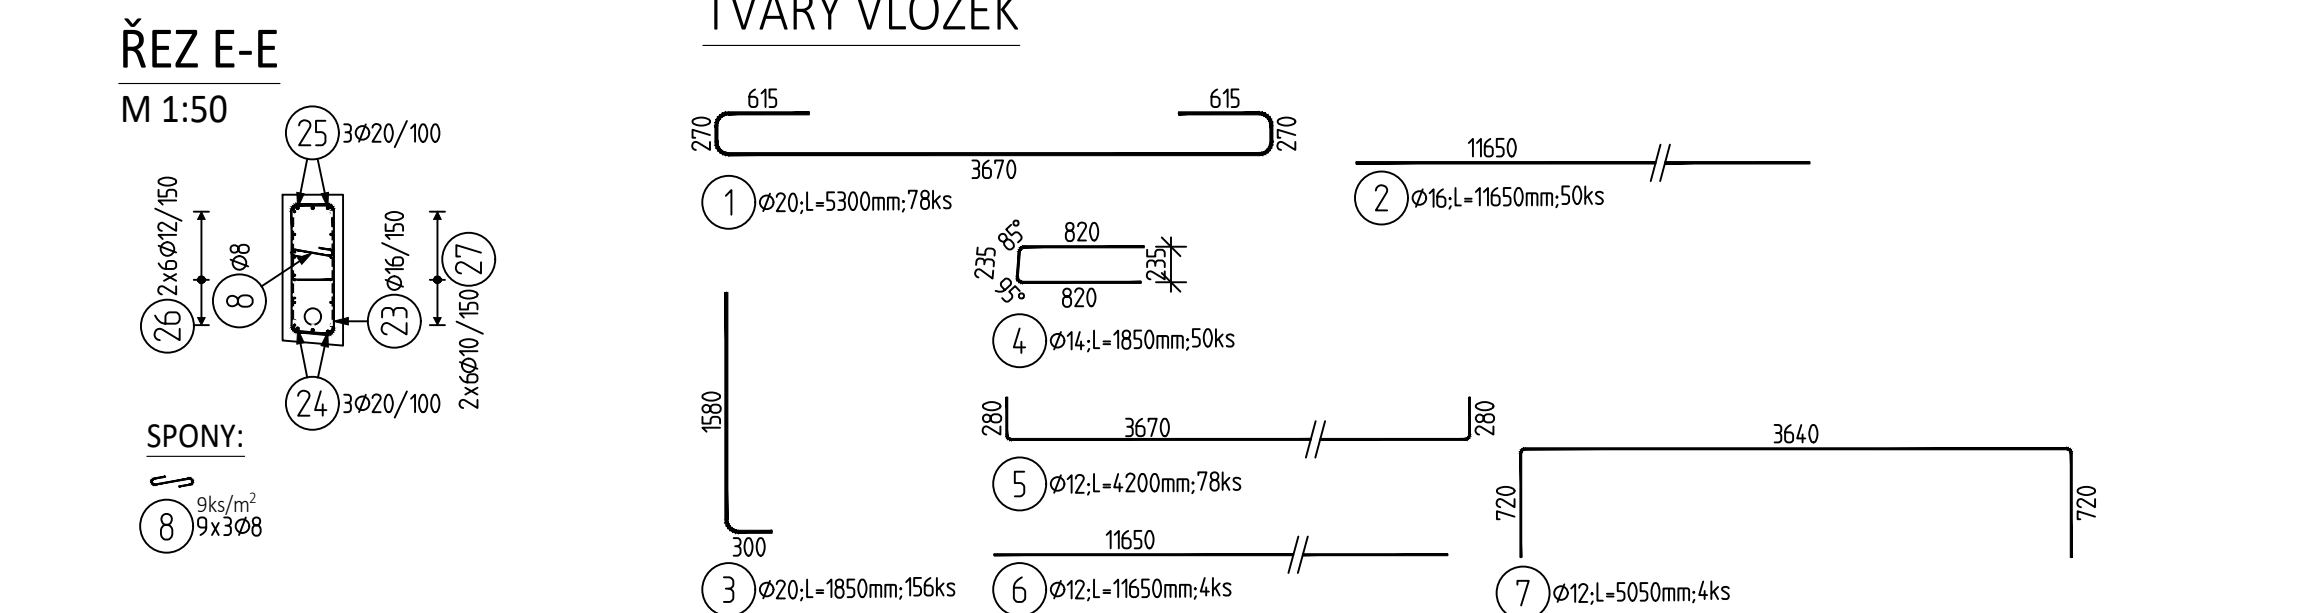 ŘEZ E-E
M 1:50
25 3Ø20/100
2x6Ø12/150
26
Ø8
8
Ø16/150
23
27
2x6Ø10/150
24 3Ø20/100
SPONY:
9ks/m²
8 9x3Ø8
TVARY VLOŽEK
615
615
270
270
3670
1 Ø20;L=5300mm;78ks
11650
2 Ø16;L=11650mm;50ks
1580
300
3 Ø20;L=1850mm;156ks
85°
820
235
235
95°
820
4 Ø14;L=1850mm;50ks
280
3670
280
5 Ø12;L=4200mm;78ks
11650
6 Ø12;L=11650mm;4ks
3640
720
720
7 Ø12;L=5050mm;4ks